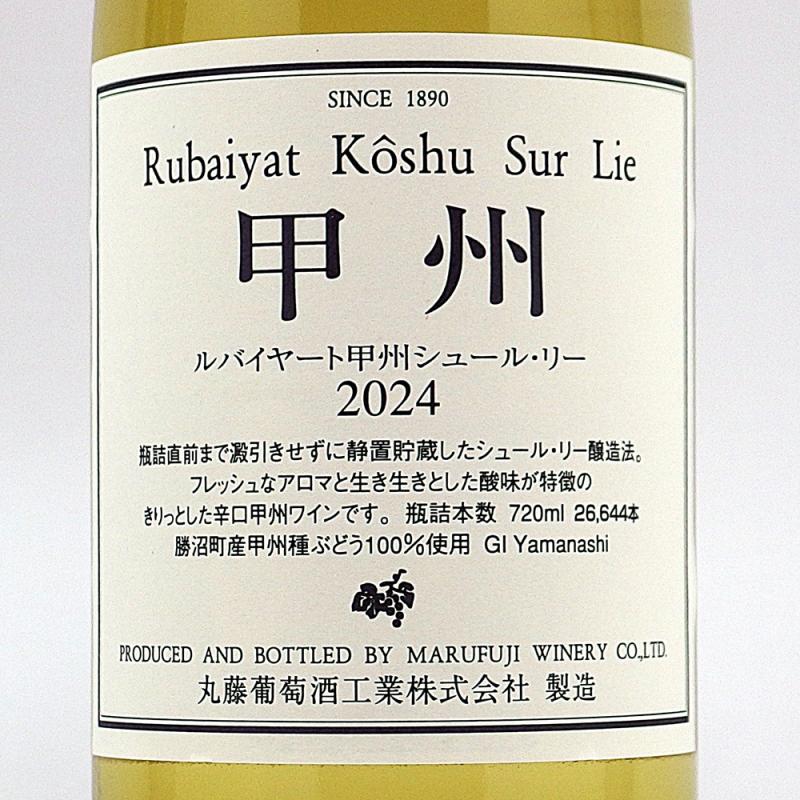 SINCE 1890
Rubaiyat Kôshu Sur Lie
甲州
ルバイヤート甲州シュール・リー
2024
瓶詰直前まで澱引きせずに静置貯蔵したシュール・リー醸造法。
フレッシュなアロマと生き生きとした酸味が特徴の
きりっとした辛口甲州ワインです。 瓶詰本数 720ml 26,644本
勝沼町産甲州種ぶどう100%使用 GI Yamanashi
PRODUCED AND BOTTLED BY MARUFUJI WINERY CO.,LTD.
丸藤葡萄酒工業株式会社 製造